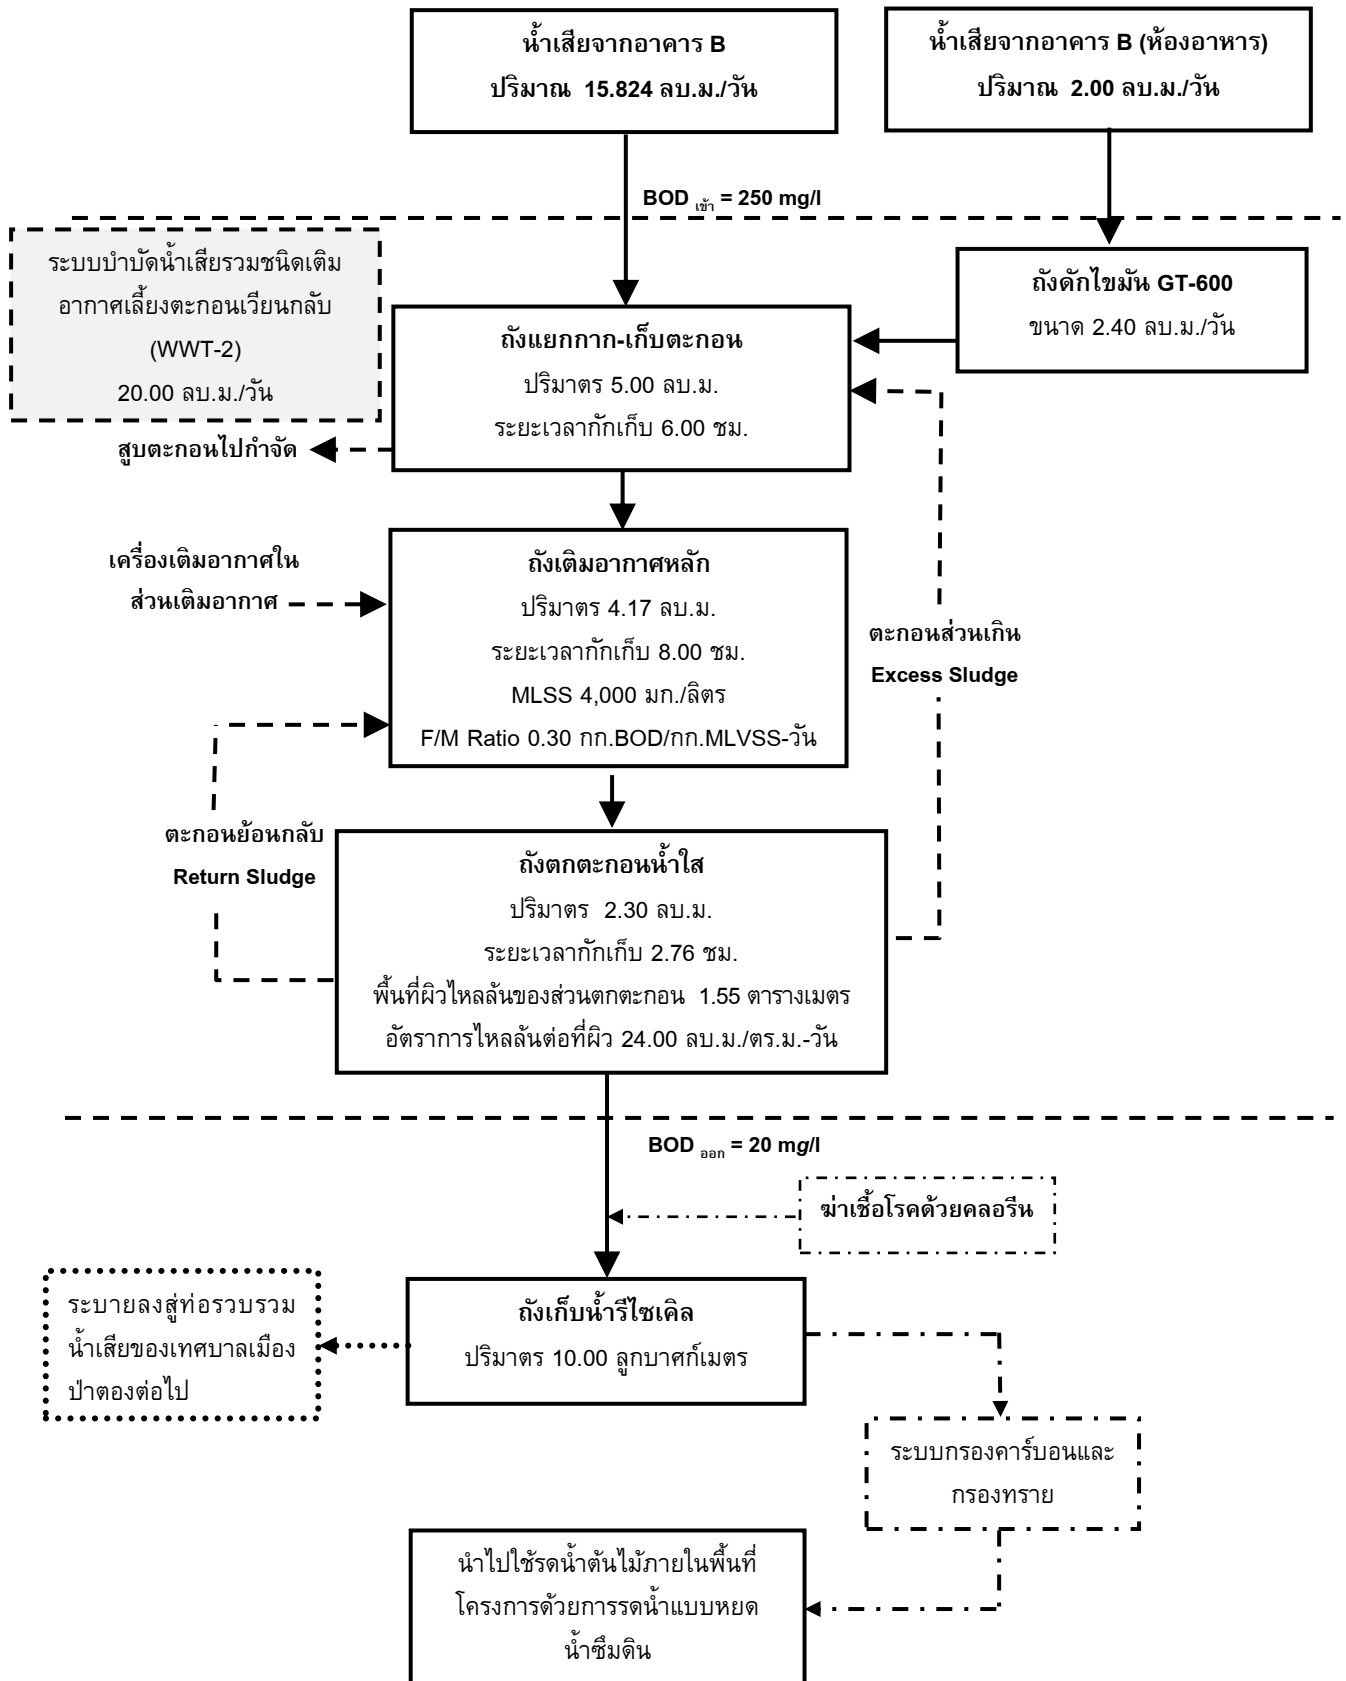 น้ำเสียจากอาคาร B
ปริมาณ 15.824 ลบ.ม./วัน
น้ำเสียจากอาคาร B (ห้องอาหาร)
ปริมาณ 2.00 ลบ.ม./วัน
BOD เข้า = 250 mg/l
ระบบบำบัดน้ำเสียรวมชนิดเติม
อากาศเลี้ยงตะกอนเวียนกลับ
(WWT-2)
20.00 ลบ.ม./วัน
ถังดักไขมัน GT-600
ขนาด 2.40 ลบ.ม./วัน
ถังแยกกาก-เก็บตะกอน
ปริมาตร 5.00 ลบ.ม.
ระยะเวลากักเก็บ 6.00 ชม.
สูบตะกอนไปกำจัด
เครื่องเติมอากาศใน
ส่วนเติมอากาศ
ถังเติมอากาศหลัก
ปริมาตร 4.17 ลบ.ม.
ระยะเวลากักเก็บ 8.00 ชม.
MLSS 4,000 มก./ลิตร
F/M Ratio 0.30 กก.BOD/กก.MLVSS-วัน
ตะกอนส่วนเกิน
Excess Sludge
ตะกอนย้อนกลับ
Return Sludge
ถังตกตะกอนน้ำใส
ปริมาตร 2.30 ลบ.ม.
ระยะเวลากักเก็บ 2.76 ชม.
พื้นที่ผิวไหลล้นของส่วนตกตะกอน 1.55 ตารางเมตร
อัตราการไหลล้นต่อที่ผิว 24.00 ลบ.ม./ตร.ม.-วัน
BOD ออก = 20 mg/l
ฆ่าเชื้อโรคด้วยคลอรีน
ระบายลงสู่ท่อรวบรวม
น้ำเสียของเทศบาลเมือง
ป่าตองต่อไป
ถังเก็บน้ำรีไซเคิล
ปริมาตร 10.00 ลูกบาศก์เมตร
ระบบกรองคาร์บอนและ
กรองทราย
นำไปใช้รดน้ำต้นไม้ภายในพื้นที่
โครงการด้วยการรดน้ำแบบหยด
น้ำซึมดิน